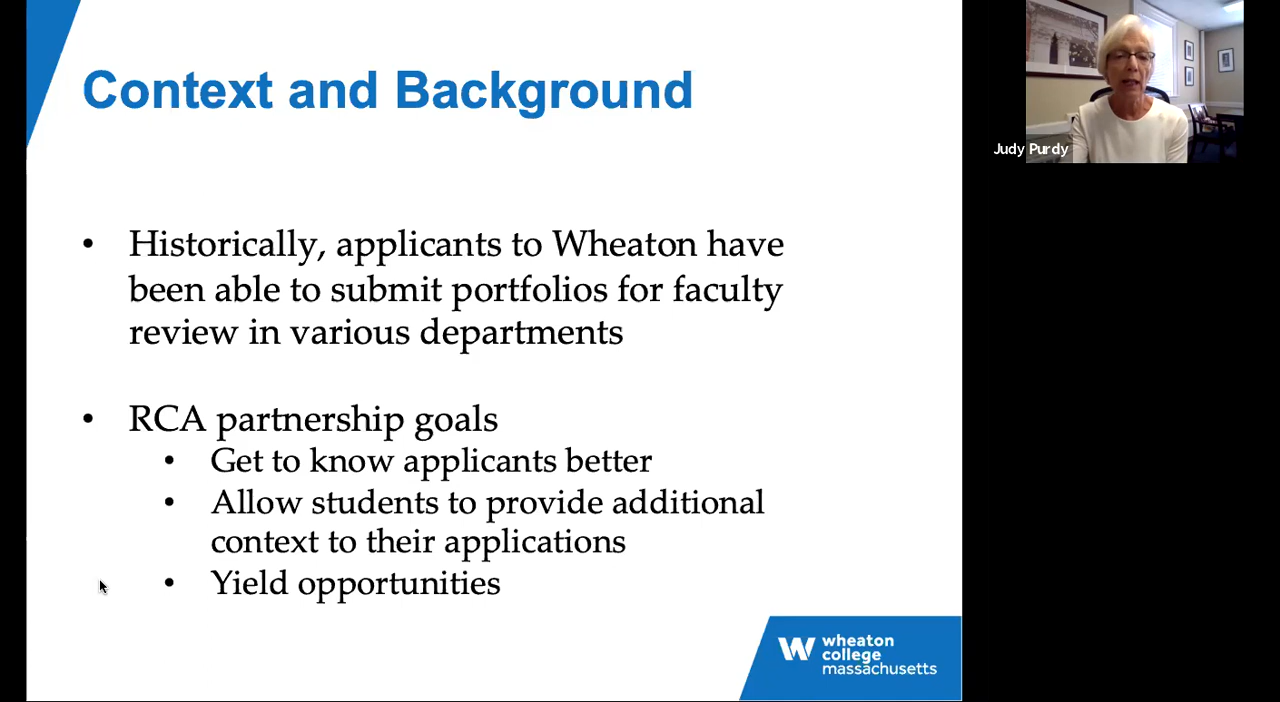 Context and Background
Judy Purdy
• Historically, applicants to Wheaton have
been able to submit portfolios for faculty
review in various departments
• RCA partnership goals
• Get to know applicants better
• Allow students to provide additional
context to their applications
• Yield opportunities
W wheaton
college
massachusetts